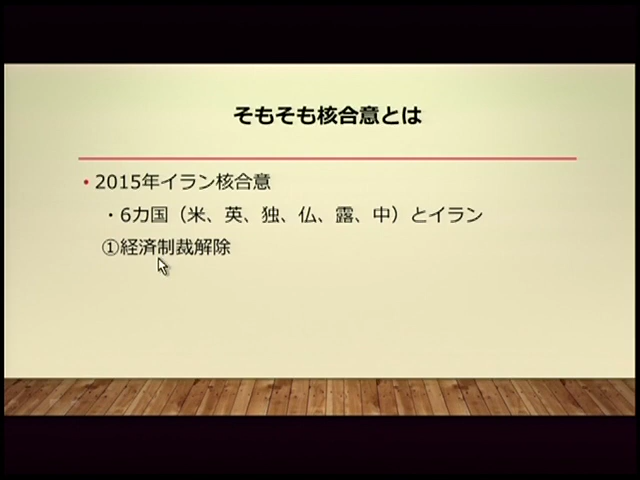 そもそも核合意とは
・2015年イラン核合意
・6カ国（米、英、独、仏、露、中）とイラン
①経済制裁解除